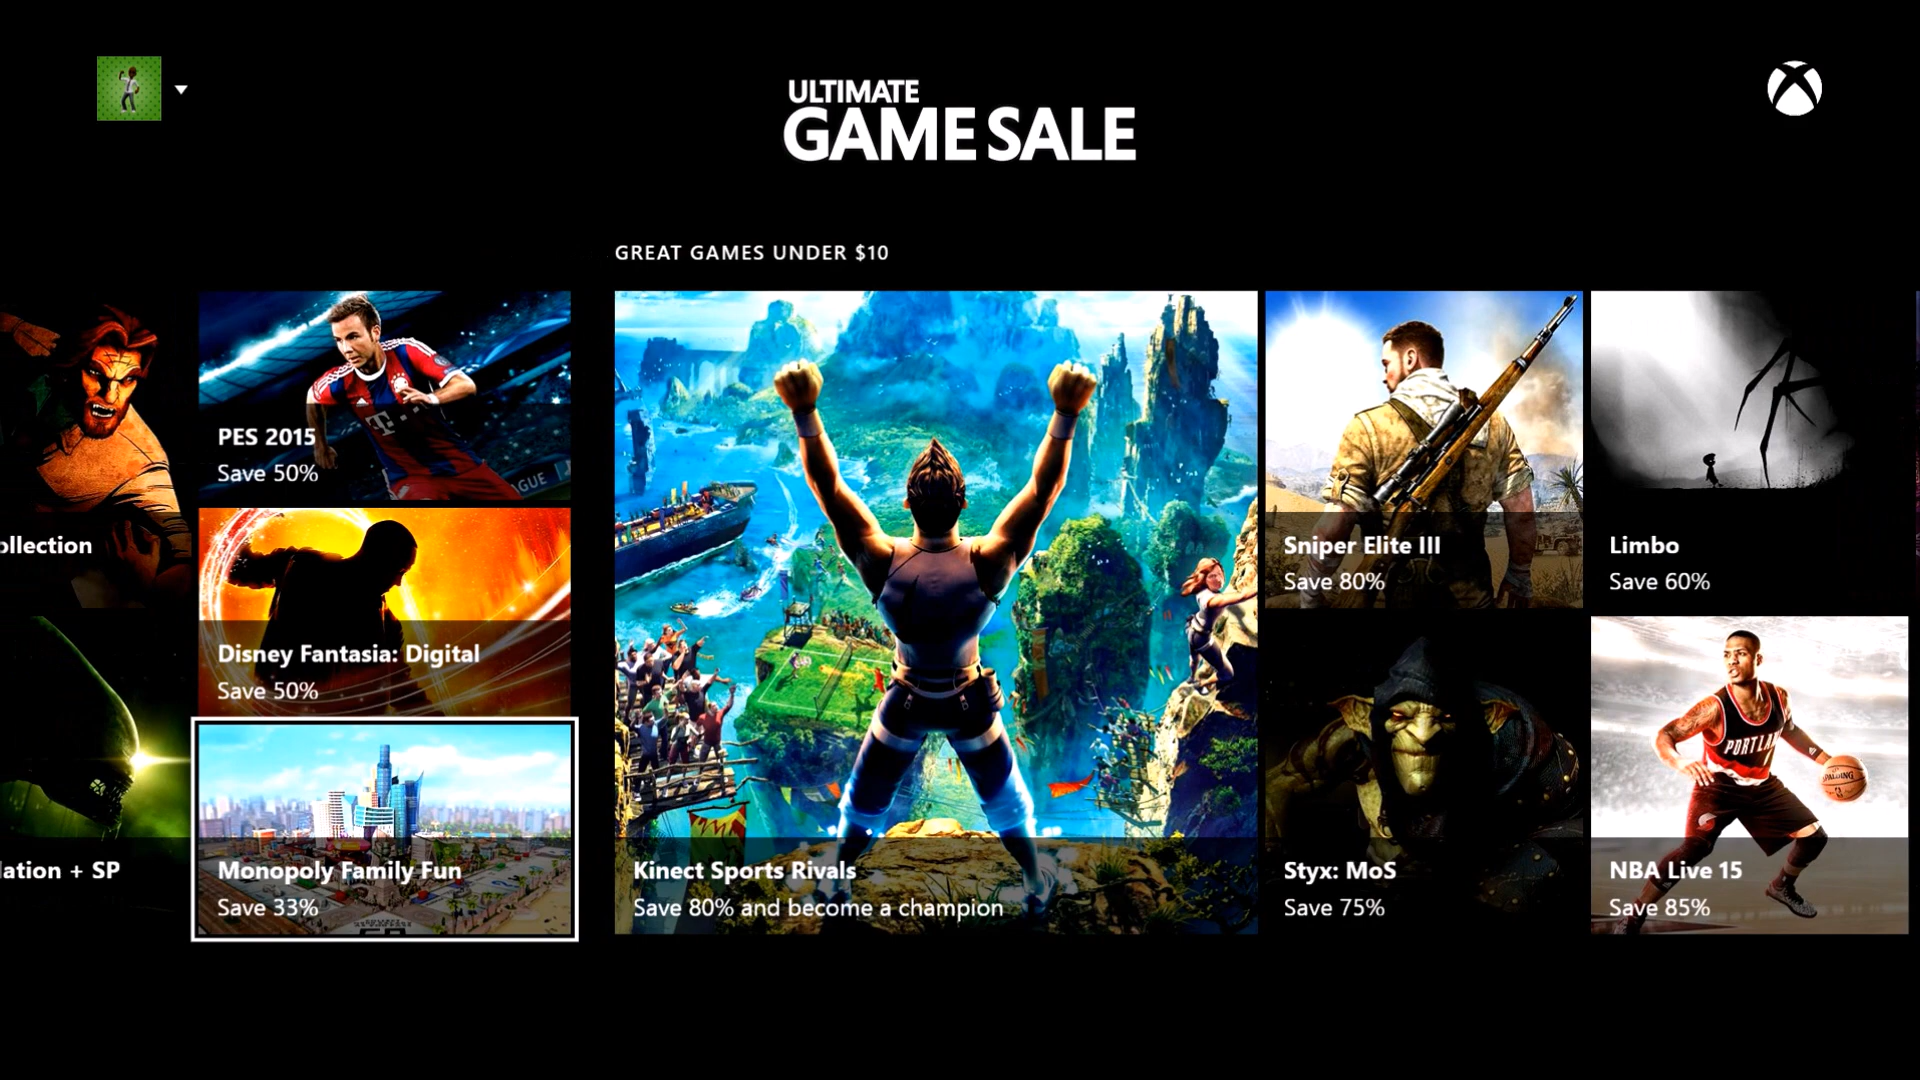 ULTIMATE
GAME SALE
GREAT GAMES UNDER $10
ollection
lation + SP
PES 2015
Save 50%
Disney Fantasia: Digital
Save 50%
Monopoly Family Fun
Save 33%
Kinect Sports Rivals
Save 80% and become a champion
Sniper Elite III
Save 80%
Styx: MoS
Save 75%
Limbo
Save 60%
PORTLA
SPALDING
NBA Live 15
Save 85%